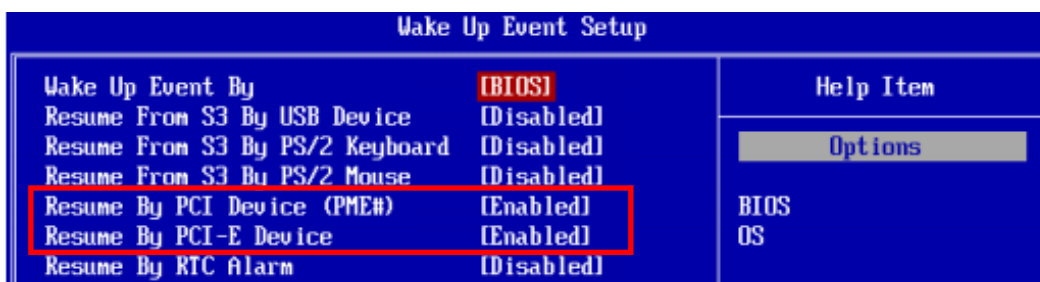 Wake Up Event Setup
Wake Up Event By [BIOS]
Resume From S3 By USB Device [Disabled]
Resume From S3 By PS/2 Keyboard [Disabled]
Resume From S3 By PS/2 Mouse [Disabled]
Resume By PCI Device (PME#) [Enabled]
Resume By PCI-E Device [Enabled]
Resume By RTC Alarm [Disabled]
Help Item
Options
BIOS
OS